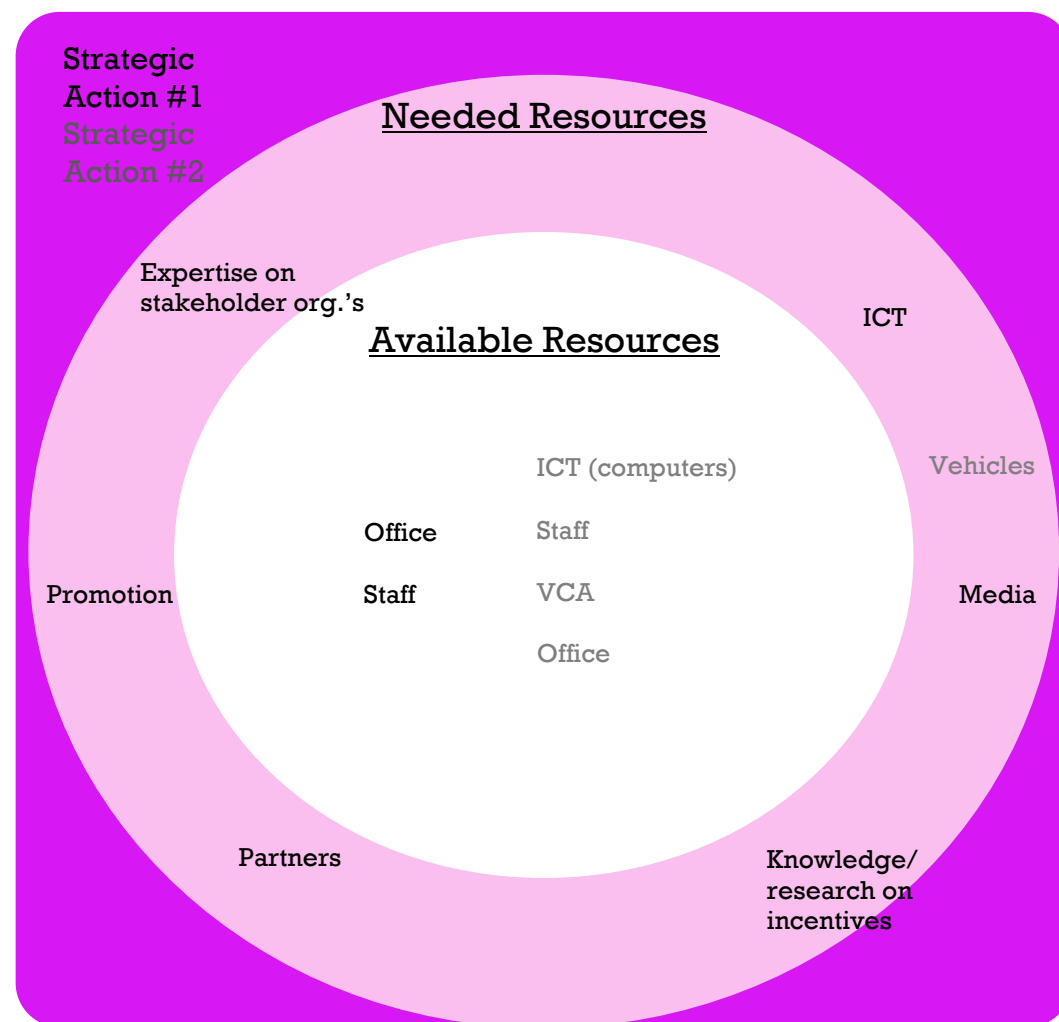 Strategic
Action #1
Strategic
Action #2
Needed Resources
Expertise on
stakeholder org.'s
ICT
Available Resources
ICT (computers)
Vehicles
Office
Staff
Promotion
Staff
VCA
Media
Office
Partners
Knowledge/
research on
incentives